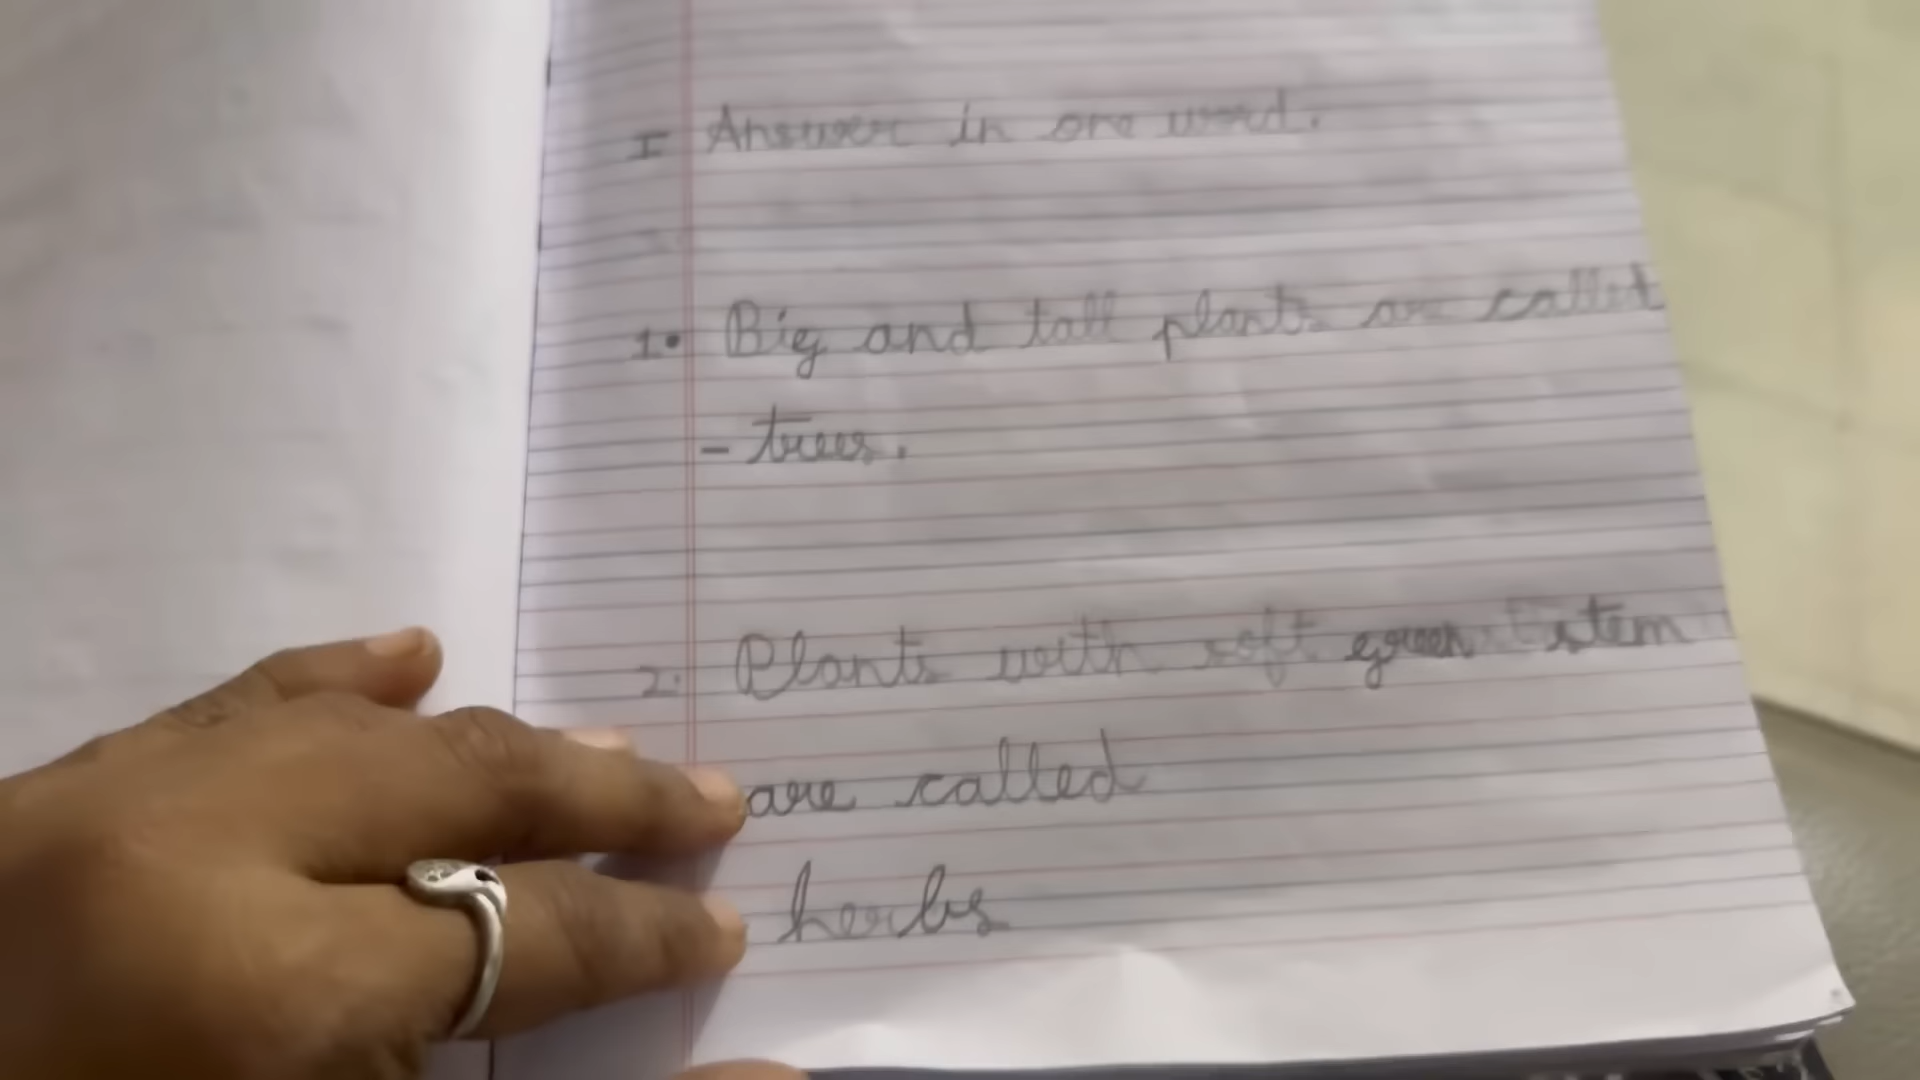 I Answer in one word.
1. Big and tall plants are called
- trees.
2. Plants with soft green stem
are called
herbs